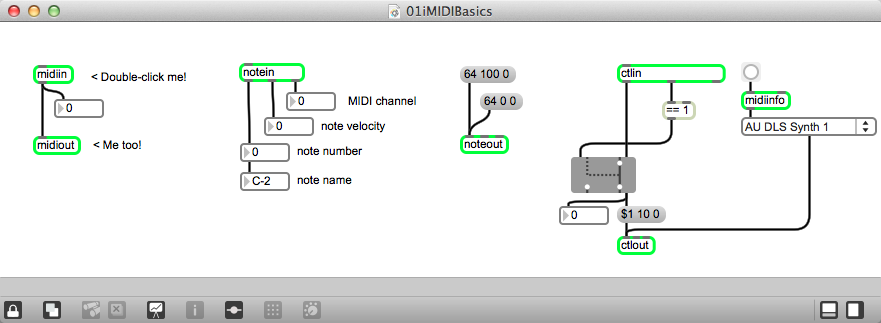 01iMIDIBasics
midiin
< Double-click me!
0
midiout
< Me too!
notein
0
MIDI channel
0
note velocity
0
note number
C-2
note name
64 100 0
64 0 0
noteout
ctlin
== 1
0
$1 10 0
ctlout
midiinfo
AU DLS Synth 1